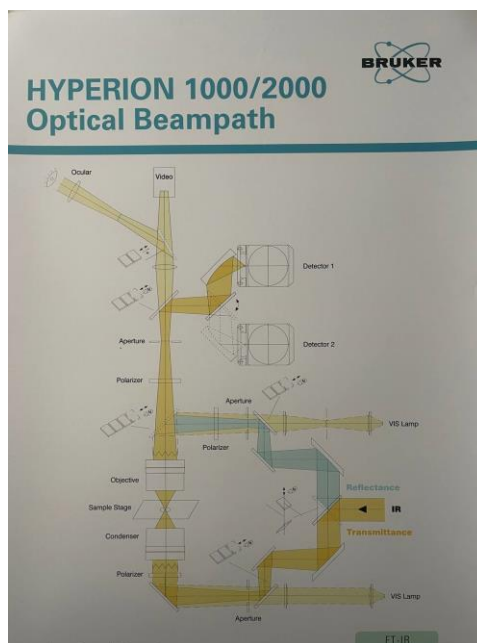 BRUKER
HYPERION 1000/2000
Optical Beampath
Ocular
Video
Detector 1
Aperture
Detector 2
Polarizer
Aperture
VIS Lamp
Polarizer
Objective
Reflectance
Sample Stage
IR
Transmittance
Condenser
Polarizer
VIS Lamp
Aperture
FT-IR